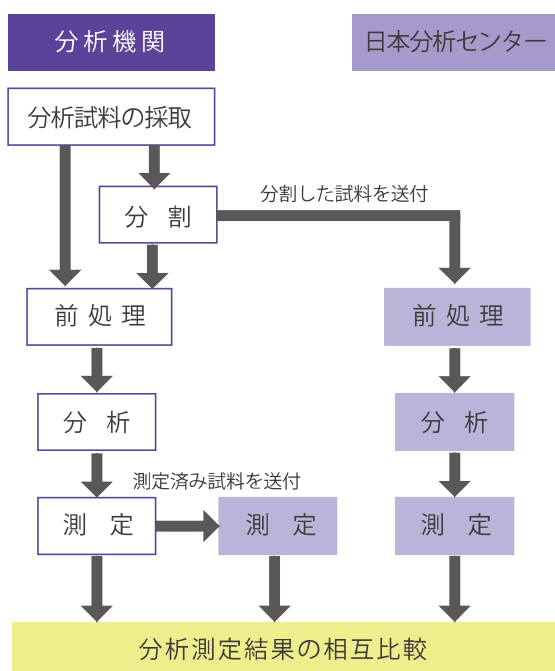 分析機関
日本分析センター
分析試料の採取
分割
分割した試料を送付
前処理
前処理
分析
分析
測定済み試料を送付
測定
測定
測定
分析測定結果の相互比較